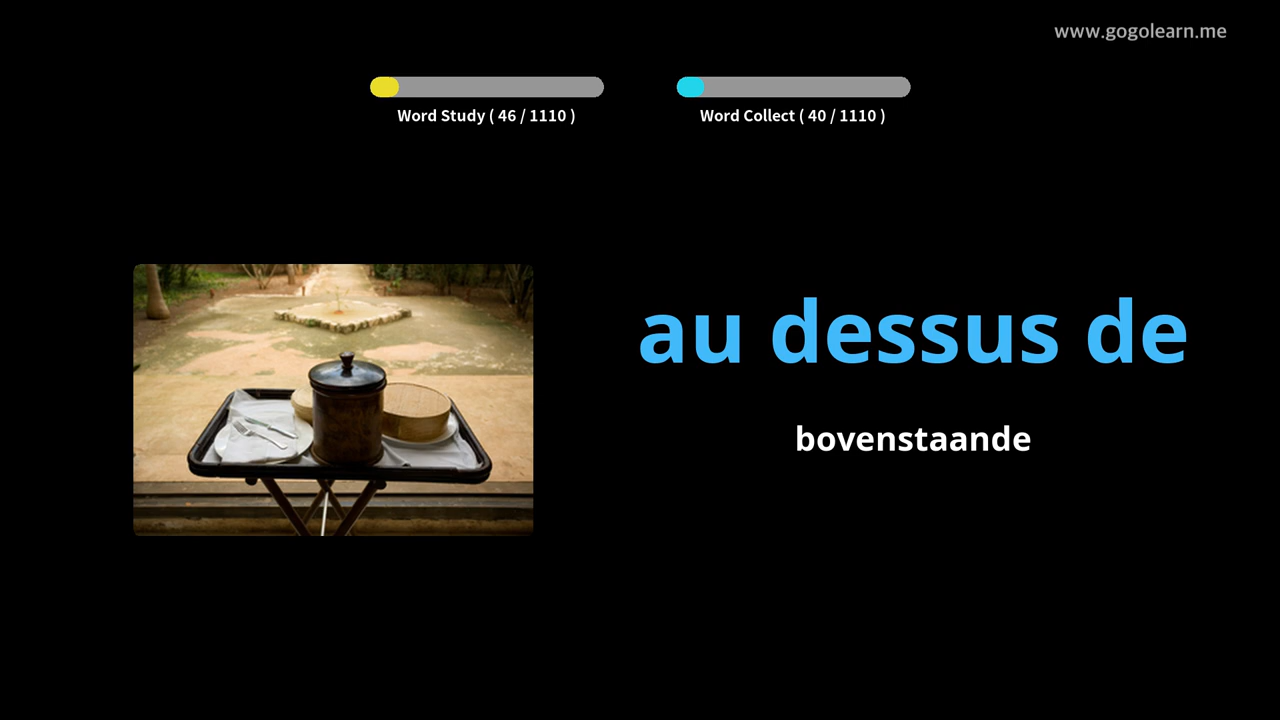 www.gogolearn.me
Word Study ( 46 / 1110 )
Word Collect ( 40 / 1110 )
au dessus de
bovenstaande